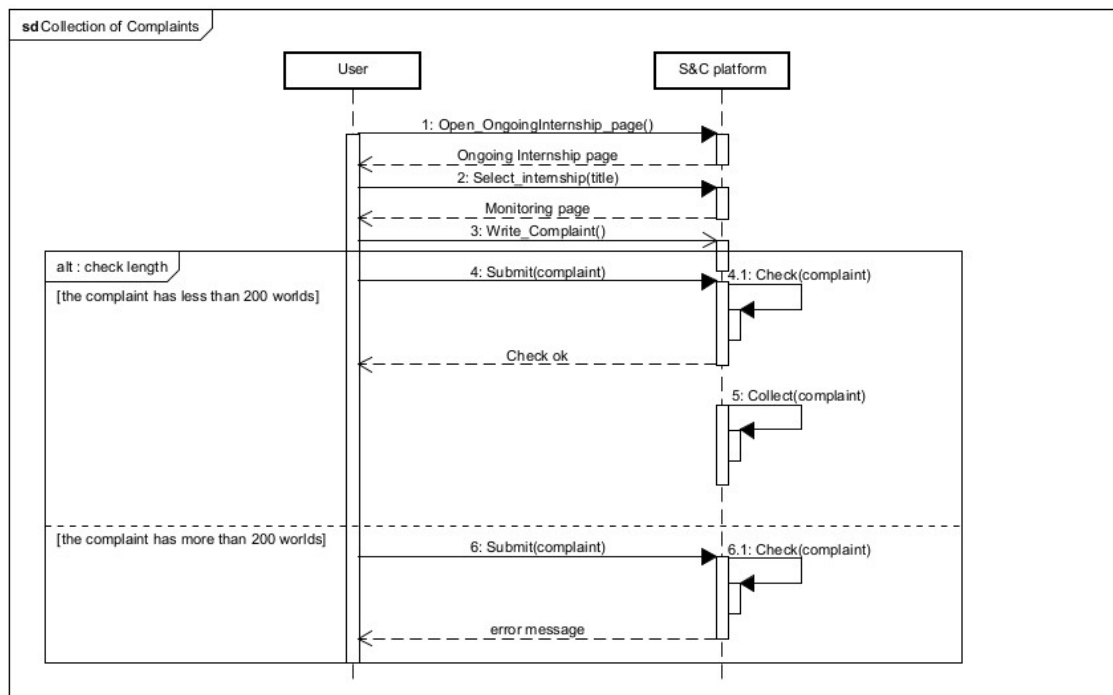 sd Collection of Complaints
User
S&C platform
1: Open_OngoingInternship_page()
Ongoing Internship page
2: Select_internship(title)
Monitoring page
3: Write_Complaint()
alt : check length
4: Submit(complaint)
4.1: Check(complaint)
[the complaint has less than 200 worlds]
Check ok
5: Collect(complaint)
[the complaint has more than 200 worlds]
6: Submit(complaint)
6.1: Check(complaint)
error message